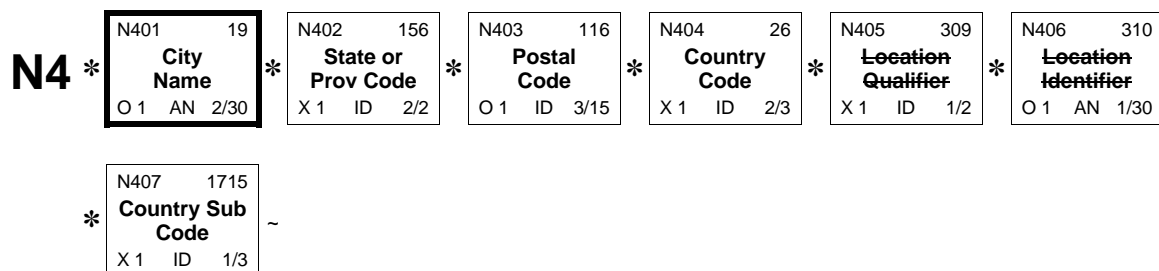 N401 19 N402 156 N403 116 N404 26 N405 309 N406 310
N4 * City Name * State or Prov Code * Postal Code * Country Code * Location Qualifier * Location Identifier
O 1 AN 2/30 X 1 ID 2/2 O 1 ID 3/15 X 1 ID 2/3 X 1 ID 1/2 O 1 AN 1/30
N407 1715
* Country Sub Code ~
X 1 ID 1/3